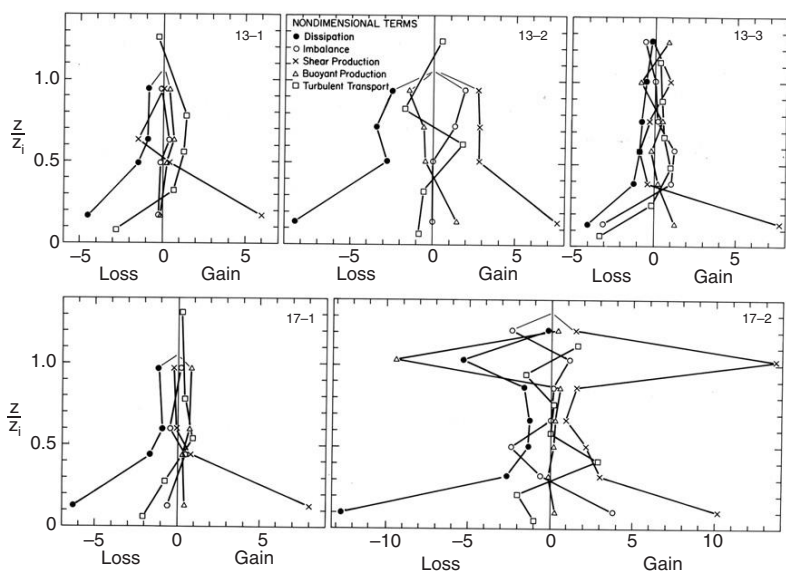 13–1
NONDIMENSIONAL TERMS
Dissipation
Imbalance
Shear Production
Buoyant Production
Turbulent Transport
13–2
13–3
z/zi
1.0
0.5
0
−5 0 5
−5 0 5
−5 0 5
Loss Gain
Loss Gain
Loss Gain
17–1
17–2
z/zi
1.0
0.5
0
−5 0 5
−10 −5 0 5 10
Loss Gain
Loss Gain